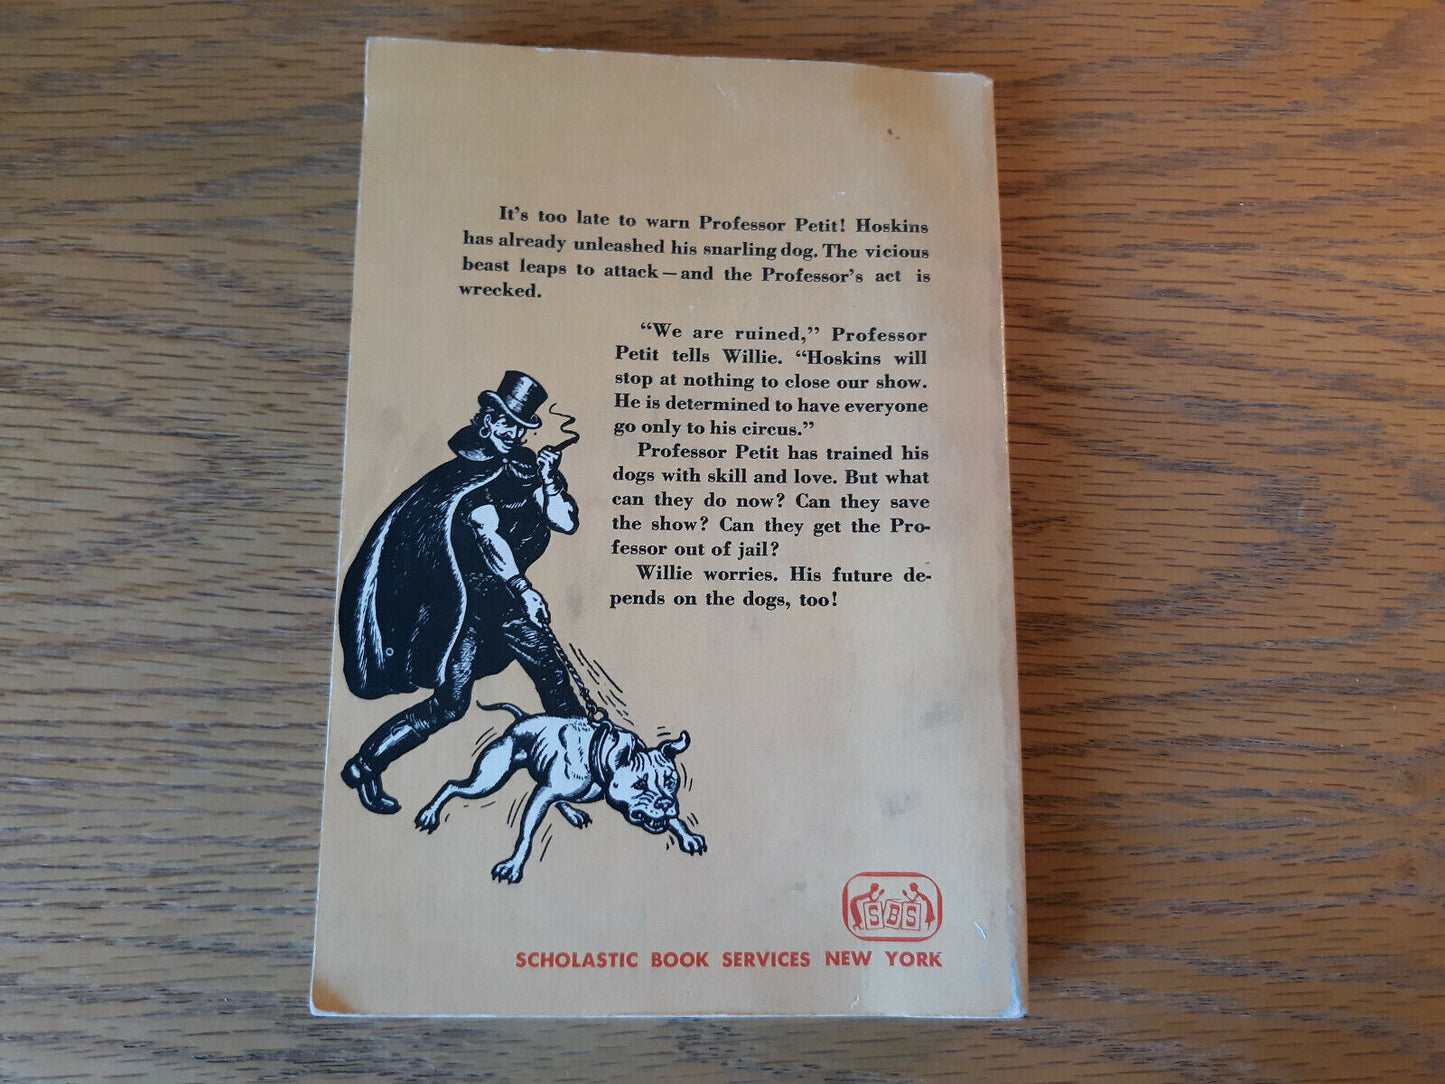 It's too late to warn Professor Petit! Hoskins
has already unleashed his snarling dog. The vicious
beast leaps to attack — and the Professor's act is
wrecked.
"We are ruined," Professor
Petit tells Willie. "Hoskins will
stop at nothing to close our show.
He is determined to have everyone
go only to his circus."
Professor Petit has trained his
dogs with skill and love. But what
can they do now? Can they save
the show? Can they get the Pro-
fessor out of jail?
Willie worries. His future de-
pends on the dogs, too!
SBS
SCHOLASTIC BOOK SERVICES NEW YORK